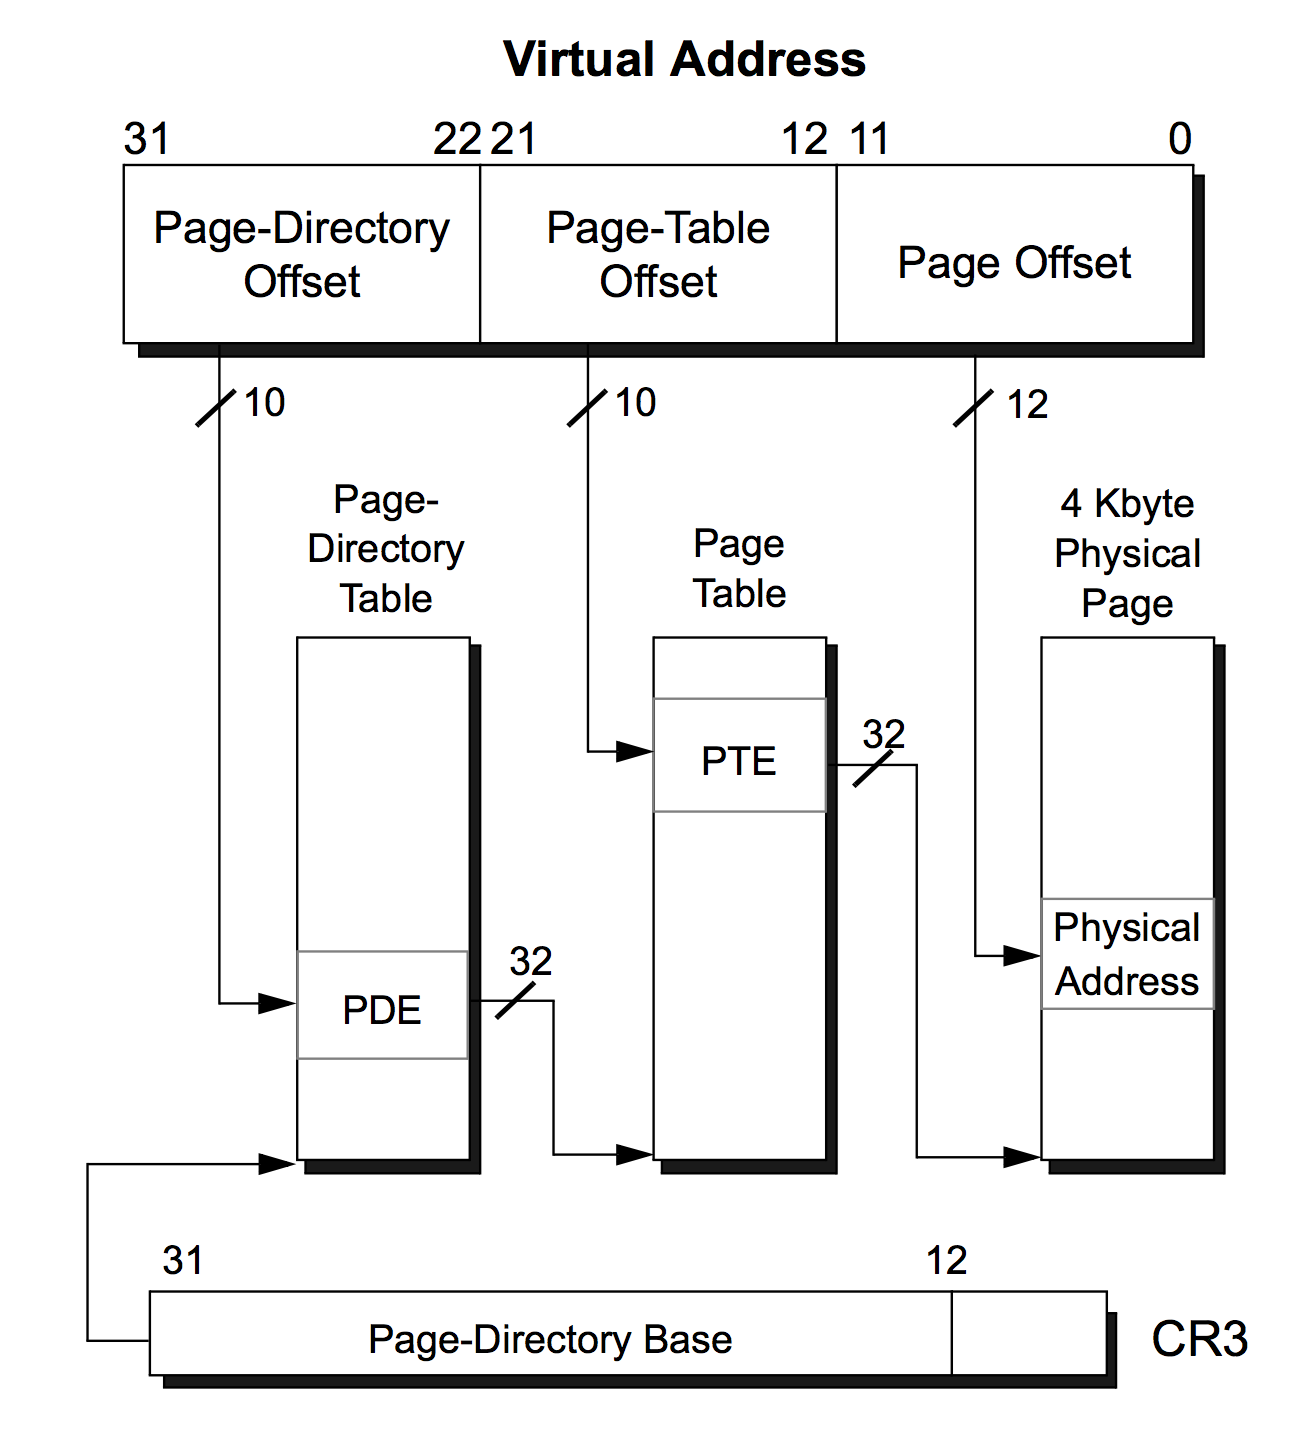 Virtual Address
31 22 21 12 11 0
Page-Directory
Offset
Page-Table
Offset
Page Offset
10 10 12
Page-
Directory
Table
Page
Table
4 Kbyte
Physical
Page
PTE
32
Physical
Address
PDE
32
31 12
Page-Directory Base
CR3